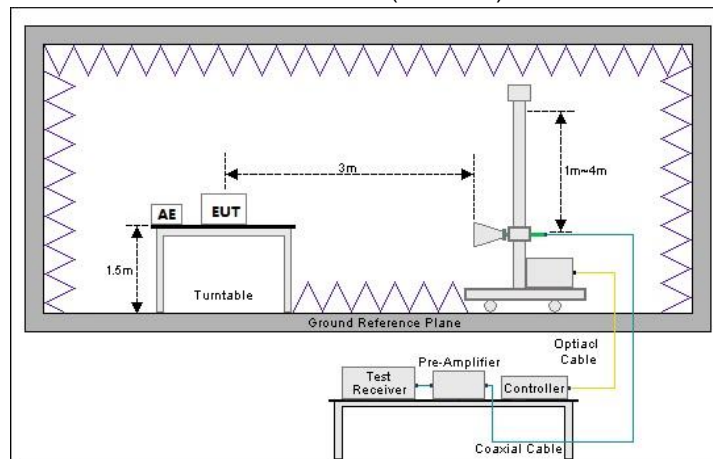 3m
1m~4m
AE
EUT
1.5m
Turntable
Ground Reference Plane
Optiacl
Cable
Pre-Amplifier
Test
Receiver
Controller
Coaxial Cable